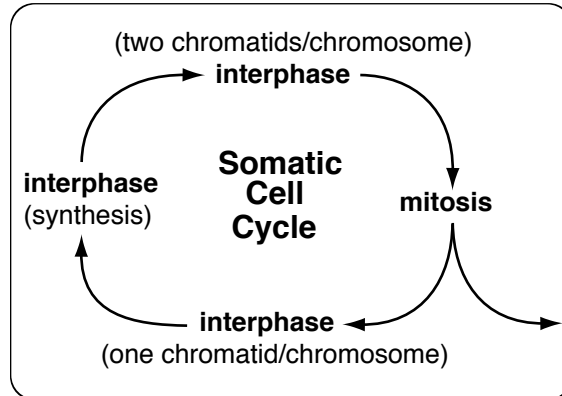 (two chromatids/chromosome)
interphase
Somatic
Cell
Cycle
interphase
(synthesis)
mitosis
interphase
(one chromatid/chromosome)